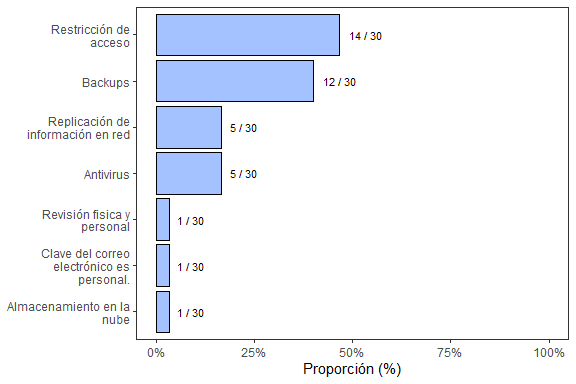 Restricción de
acceso
14 / 30
Backups
12 / 30
Replicación de
información en red
5 / 30
Antivirus
5 / 30
Revisión fisica y
personal
1 / 30
Clave del correo
electrónico es
personal.
1 / 30
Almacenamiento en la
nube
1 / 30
0%
25%
50%
75%
100%
Proporción (%)